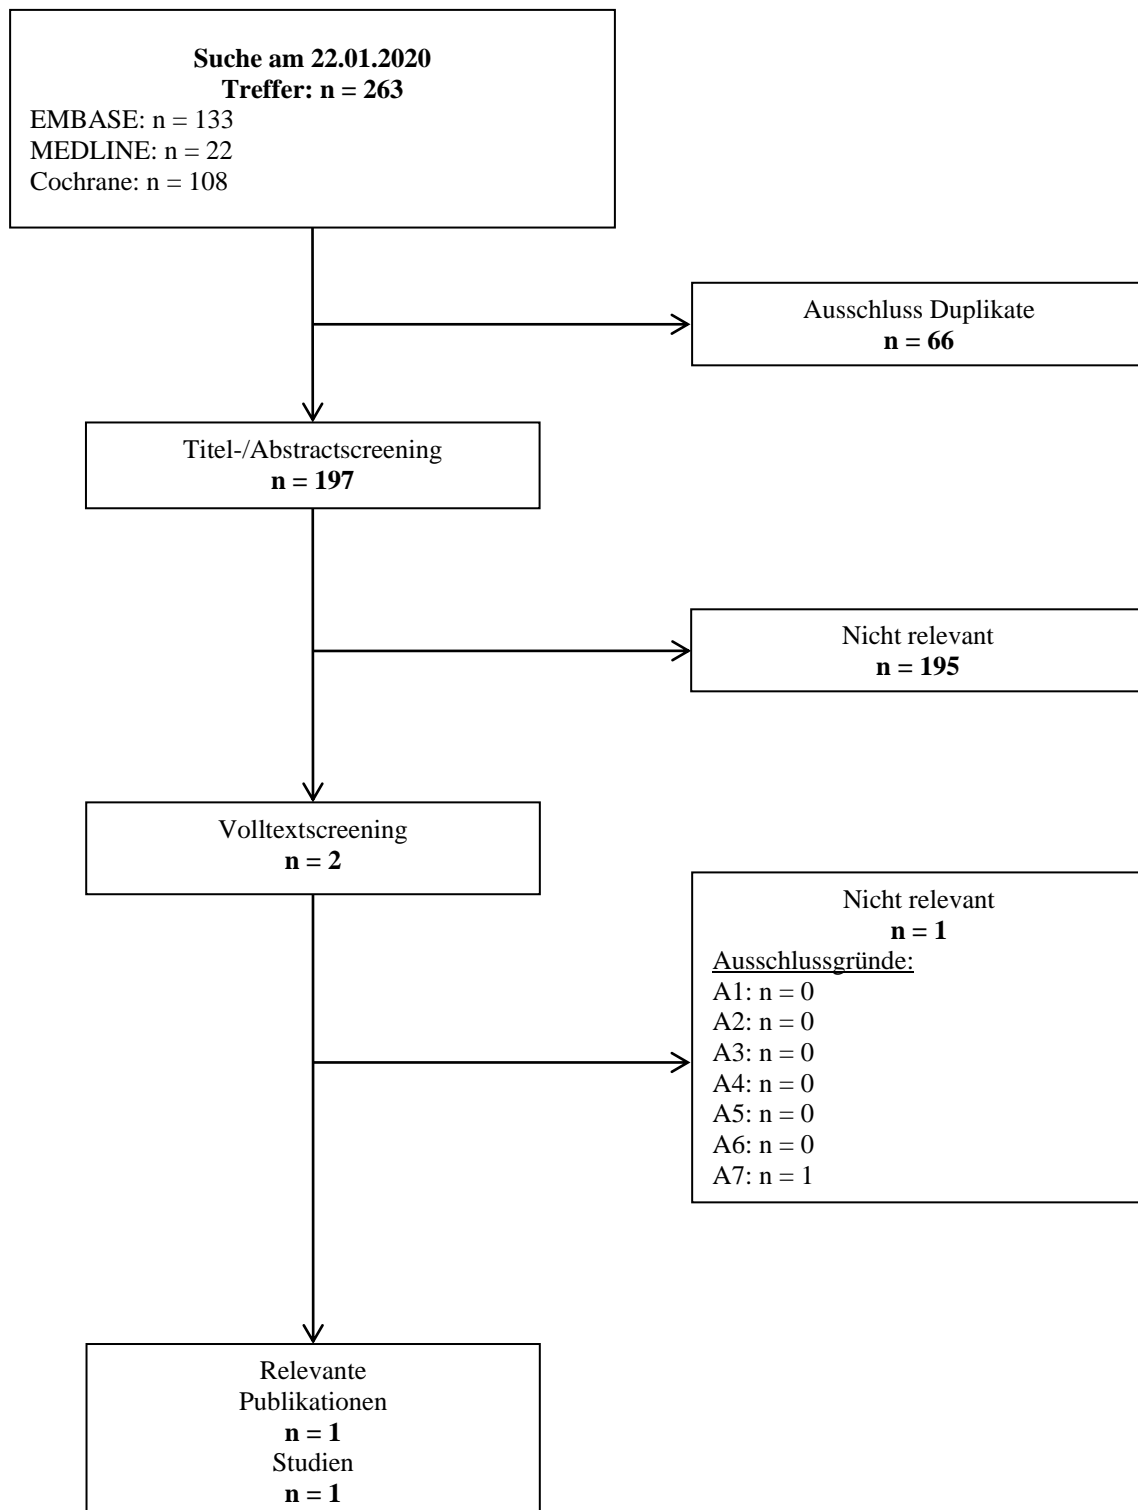 Suche am 22.01.2020
Treffer: n = 263
EMBASE: n = 133
MEDLINE: n = 22
Cochrane: n = 108
Ausschluss Duplikate
n = 66
Titel-/Abstractscreening
n = 197
Nicht relevant
n = 195
Volltextscreening
n = 2
Nicht relevant
n = 1
Ausschlussgründe:
A1: n = 0
A2: n = 0
A3: n = 0
A4: n = 0
A5: n = 0
A6: n = 0
A7: n = 1
Relevante
Publikationen
n = 1
Studien
n = 1